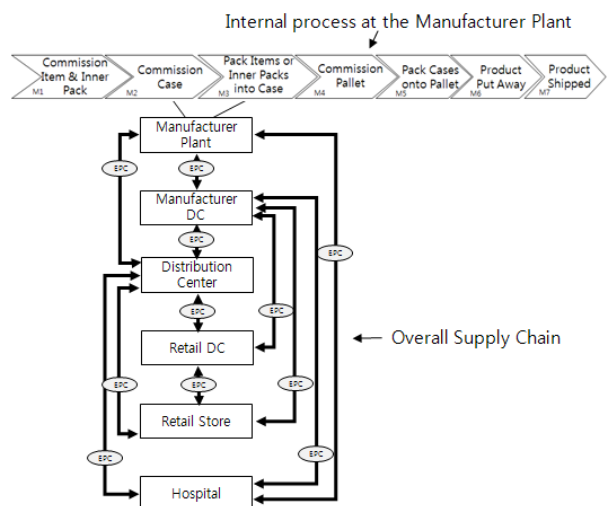 Internal process at the Manufacturer Plant
Commission
Item & Inner
Pack
M1
Commission
Case
M2
Pack Items or
Inner Packs
into Case
M3
Commission
Pallet
M4
Pack Cases
onto Pallet
M5
Product
Put Away
M6
Product
Shipped
M7
Manufacturer
Plant
EPC
EPC
Manufacturer
DC
EPC
EPC
Distribution
Center
EPC
EPC
Retail DC
Overall Supply Chain
EPC
EPC
EPC
Retail Store
EPC
EPC
Hospital